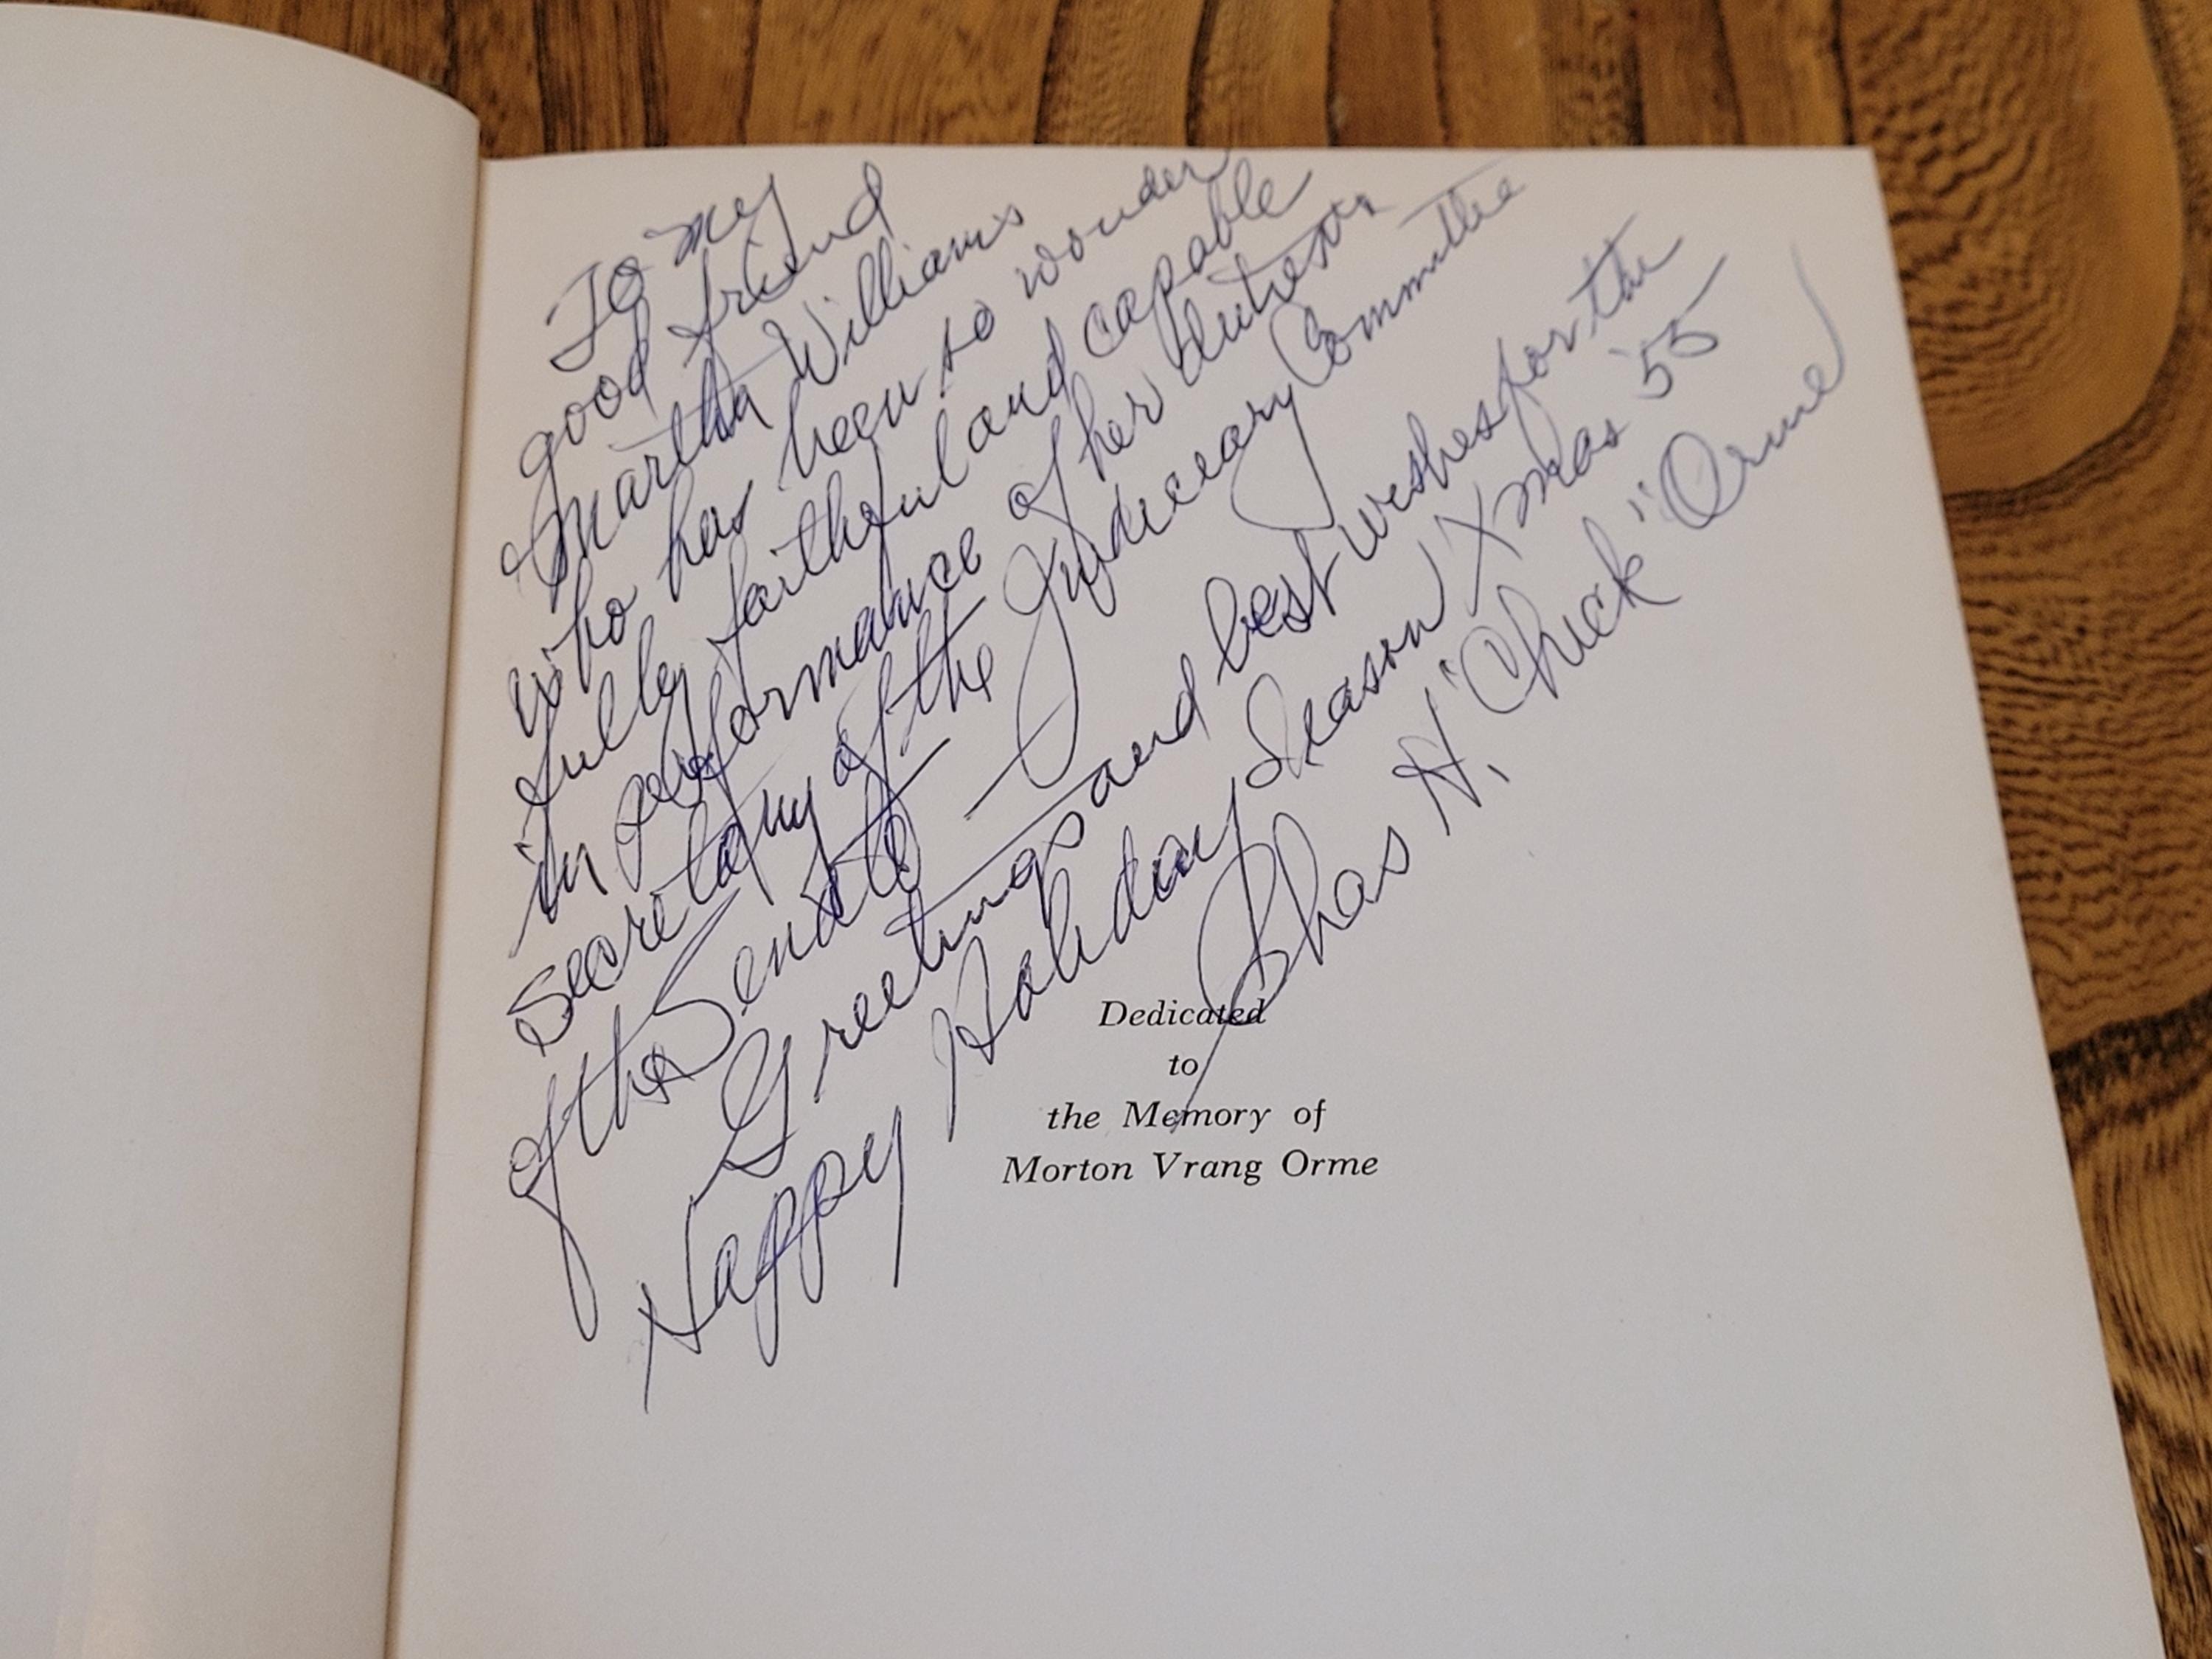 To my
good friend
Martha Williams
who has been so wonder
fully faithful and capable
in performance of her duties as
secretary of the Judiciary Committee
of the Senate —
Greetings and best wishes for the
Happy Holiday Season Xmas '55
Chas H. "Chuck" Orme
Dedicated
to
the Memory of
Morton Vrang Orme